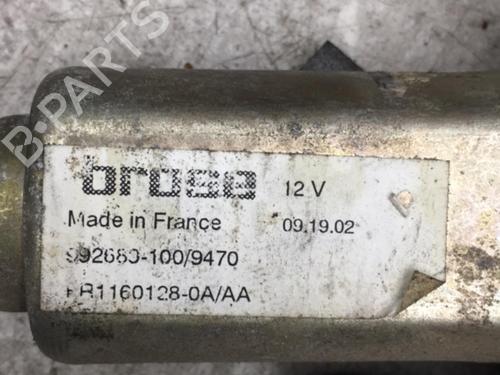 B-PARTS
brose 12 V
Made in France 09.19.02
992660-100/9470
FR1160128-0A/AA